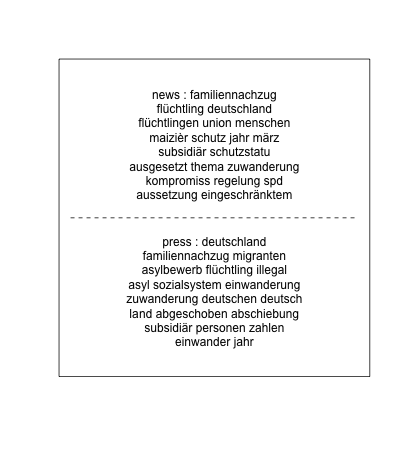 news : familiennachzug
flüchtling deutschland
flüchtlingen union menschen
maizièr schutz jahr märz
subsidiär schutzstatu
ausgesetzt thema zuwanderung
kompromiss regelung spd
aussetzung eingeschränktem
press : deutschland
familiennachzug migranten
asylbewerb flüchtling illegal
asyl sozialsystem einwanderung
zuwanderung deutschen deutsch
land abgeschoben abschiebung
subsidiär personen zahlen
einwander jahr